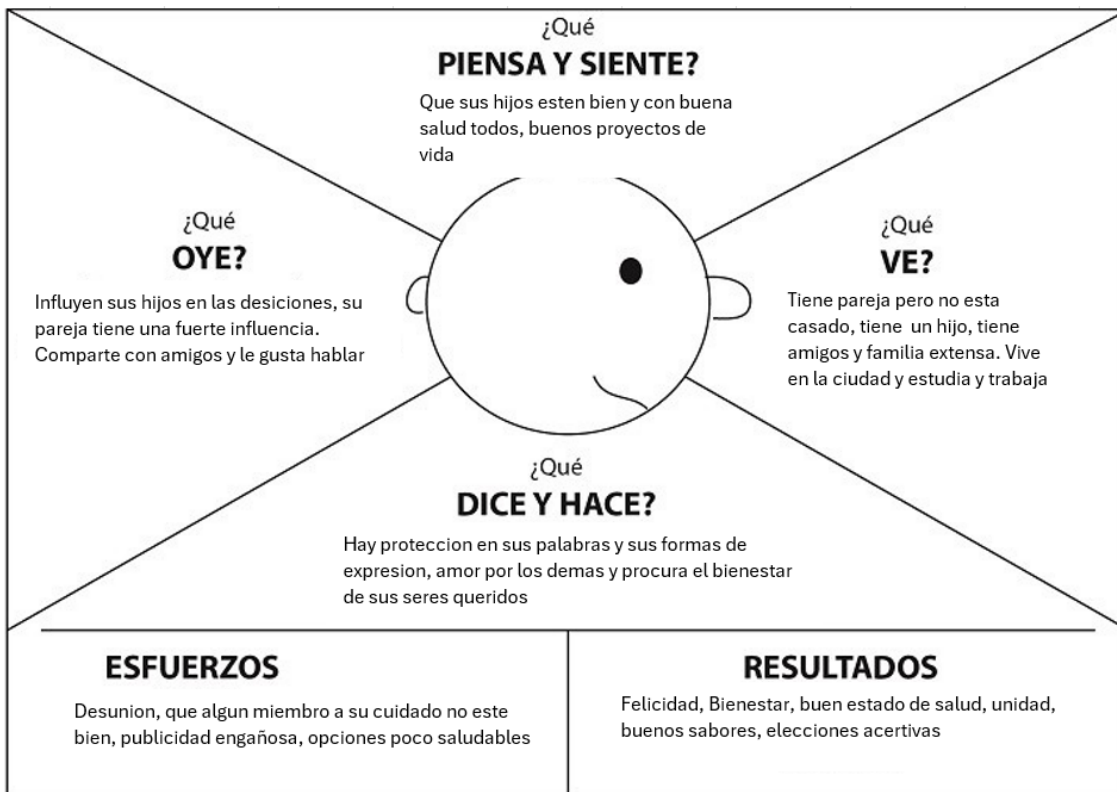 ¿Qué
PIENSA Y SIENTE?
Que sus hijos esten bien y con buena
salud todos, buenos proyectos de
vida
¿Qué
OYE?
Influyen sus hijos en las desiciones, su
pareja tiene una fuerte influencia.
Comparte con amigos y le gusta hablar
¿Qué
VE?
Tiene pareja pero no esta
casado, tiene un hijo, tiene
amigos y familia extensa. Vive
en la ciudad y estudia y trabaja
¿Qué
DICE Y HACE?
Hay proteccion en sus palabras y sus formas de
expresion, amor por los demas y procura el bienestar
de sus seres queridos
ESFUERZOS
Desunion, que algun miembro a su cuidado no este
bien, publicidad engañosa, opciones poco saludables
RESULTADOS
Felicidad, Bienestar, buen estado de salud, unidad,
buenos sabores, elecciones acertivas